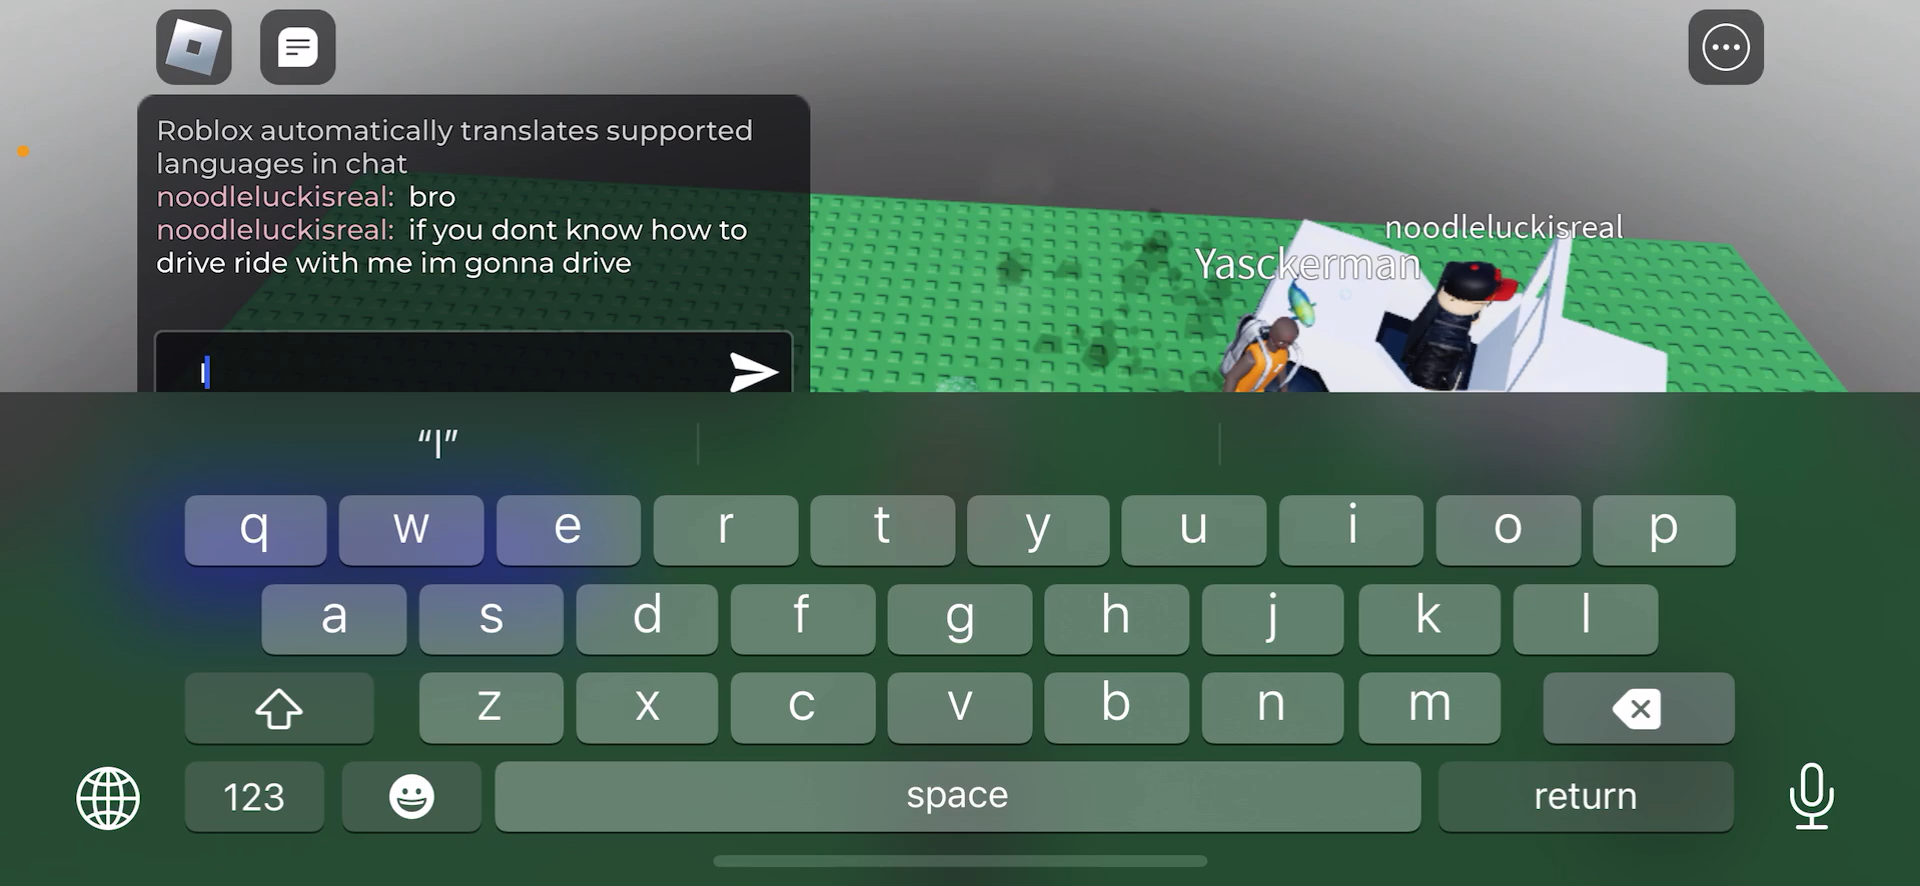 Roblox automatically translates supported
languages in chat
noodleluckisreal: bro
noodleluckisreal: if you dont know how to
drive ride with me im gonna drive
noodleluckisreal
Yasckerman
I
“I”
q w e r t y u i o p
a s d f g h j k l
z x c v b n m
123 space return